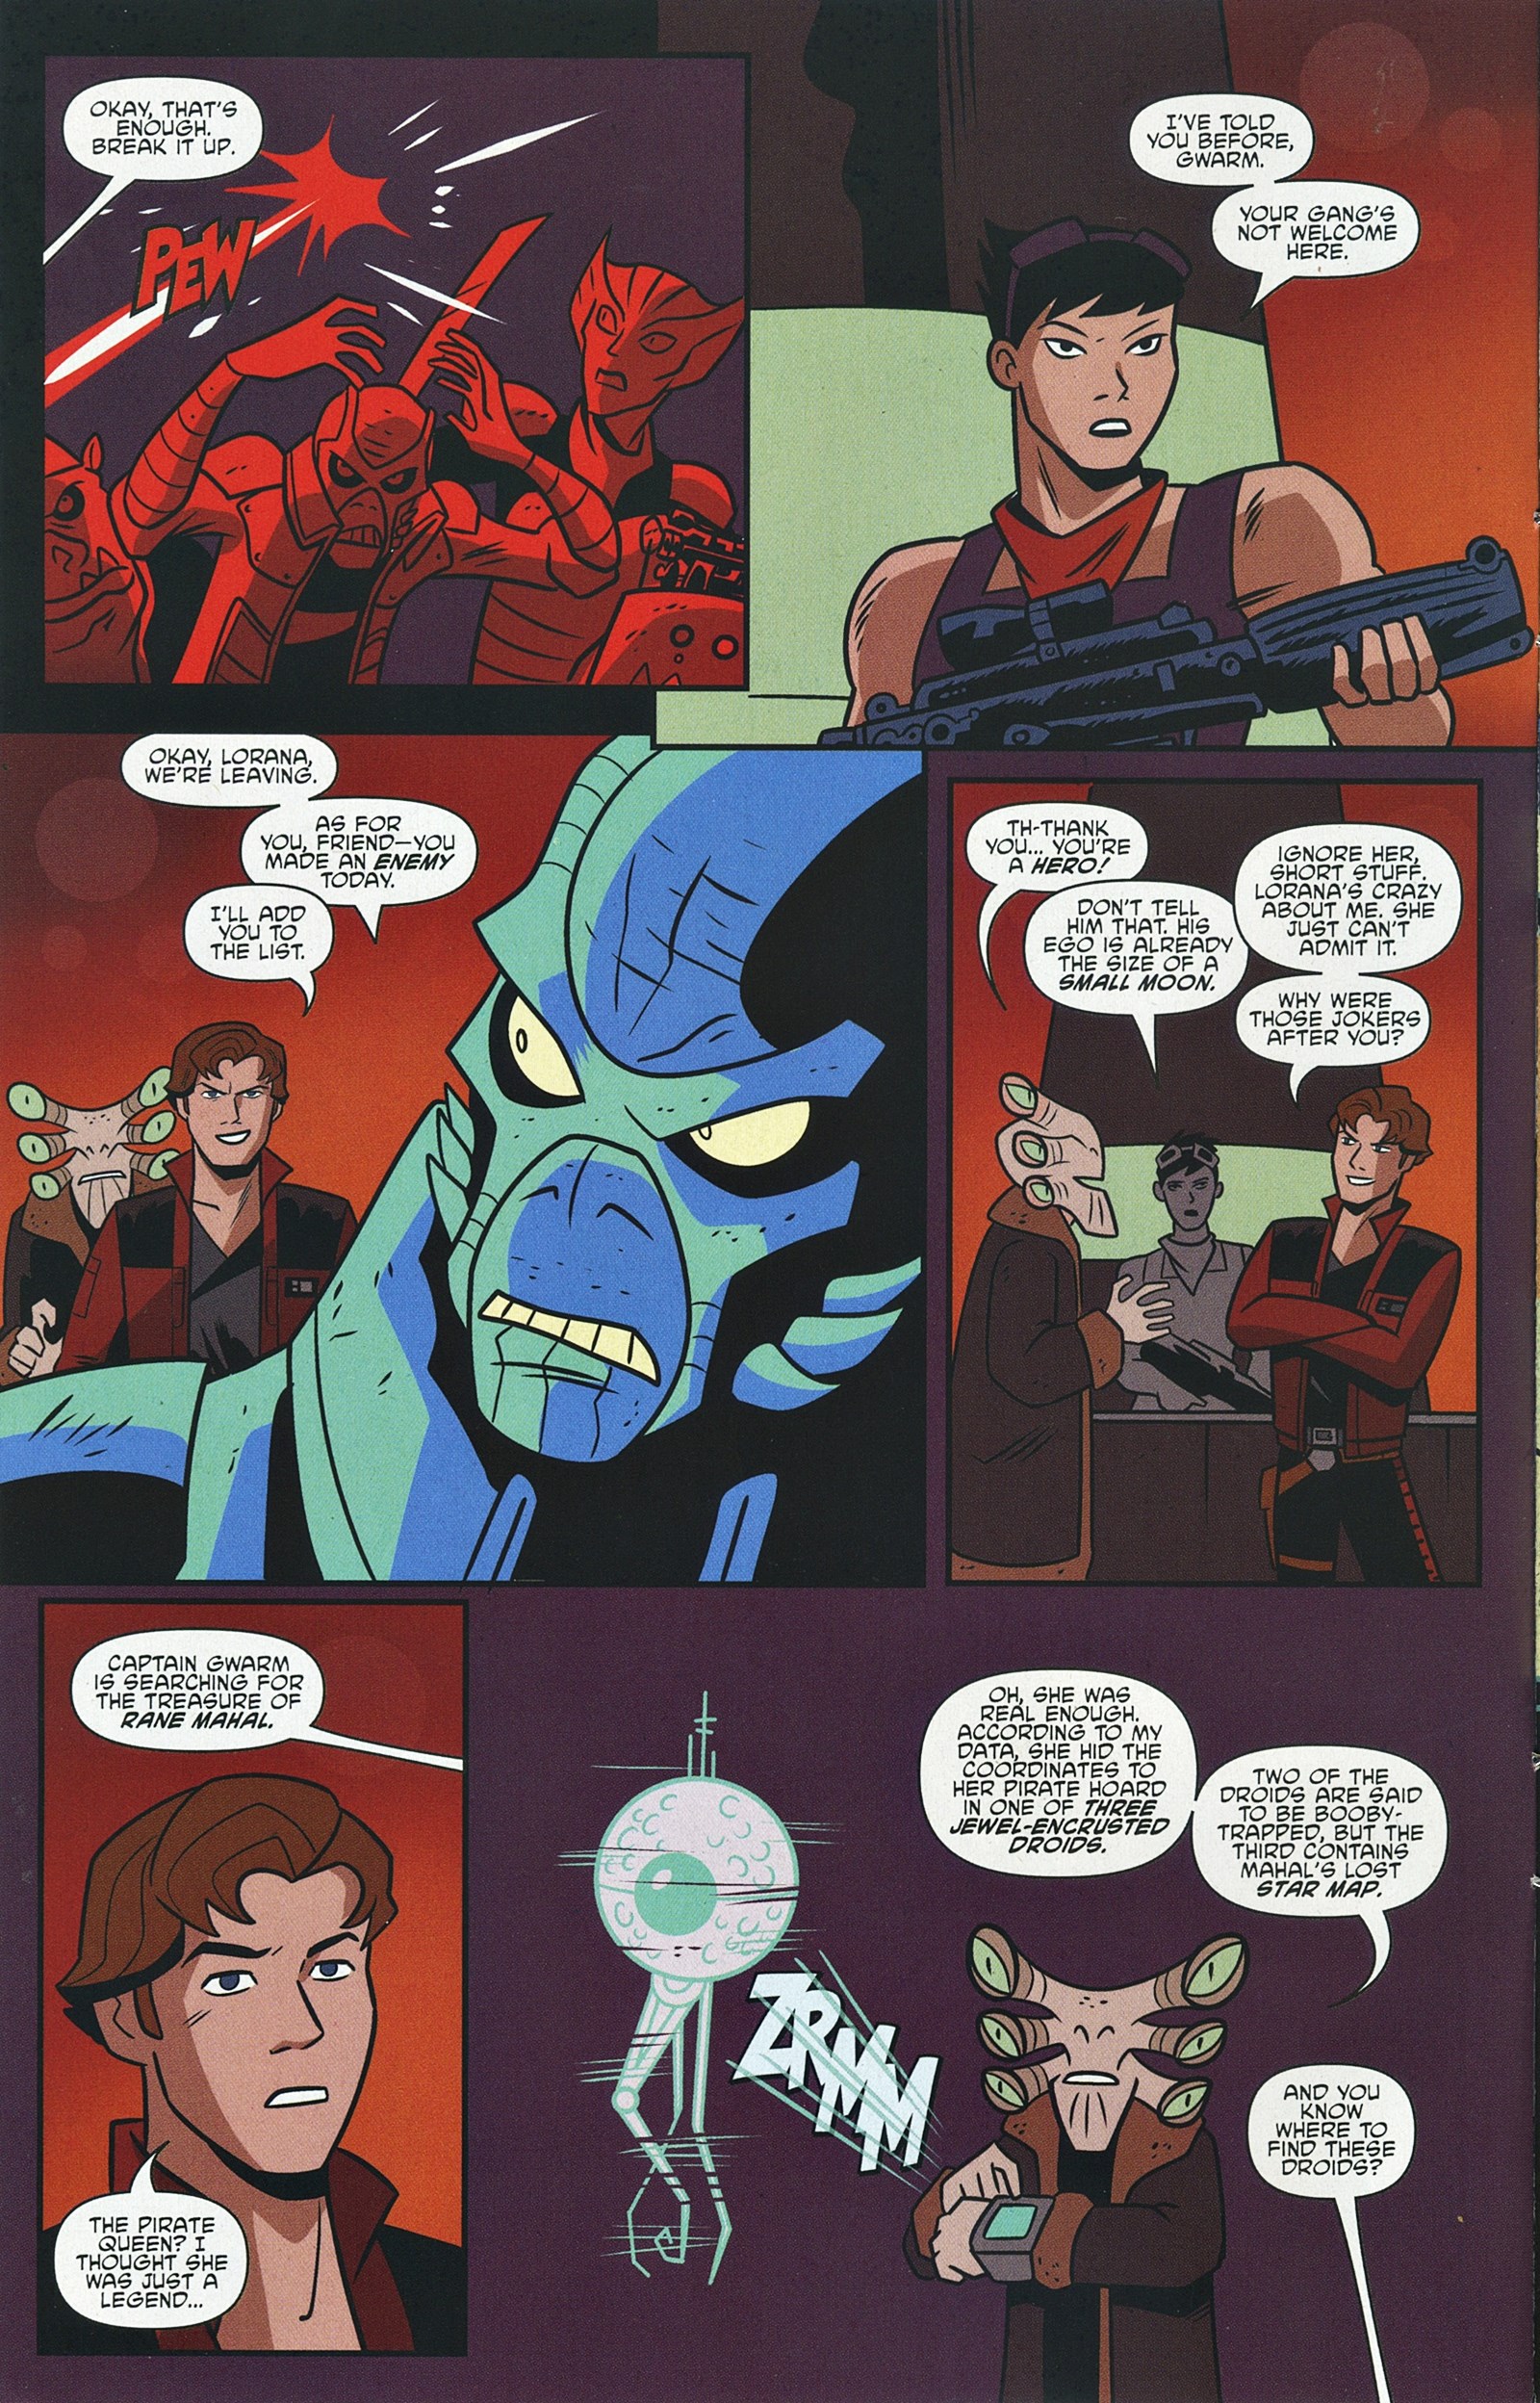 OKAY, THAT'S
ENOUGH.
BREAK IT UP.
PEW
I'VE TOLD
YOU BEFORE,
GWARM.
YOUR GANG'S
NOT WELCOME
HERE.
OKAY, LORANA,
WE'RE LEAVING.
AS FOR
YOU, FRIEND—YOU
MADE AN ENEMY
TODAY.
I'LL ADD
YOU TO
THE LIST.
TH-THANK
YOU... YOU'RE
A HERO!
DON'T TELL
HIM THAT. HIS
EGO IS ALREADY
THE SIZE OF A
SMALL MOON.
IGNORE HER,
SHORT STUFF.
LORANA'S CRAZY
ABOUT ME. SHE
JUST CAN'T
ADMIT IT.
WHY WERE
THOSE JOKERS
AFTER YOU?
CAPTAIN GWARM
IS SEARCHING FOR
THE TREASURE OF
RANE MAHAL.
THE PIRATE
QUEEN? I
THOUGHT SHE
WAS JUST A
LEGEND...
OH, SHE WAS
REAL ENOUGH.
ACCORDING TO MY
DATA, SHE HID THE
COORDINATES TO
HER PIRATE HOARD
IN ONE OF THREE
JEWEL-ENCRUSTED
DROIDS.
TWO OF THE
DROIDS ARE SAID
TO BE BOOBY-
TRAPPED, BUT THE
THIRD CONTAINS
MAHAL'S LOST
STAR MAP.
ZRMM
AND YOU
KNOW
WHERE TO
FIND THESE
DROIDS?